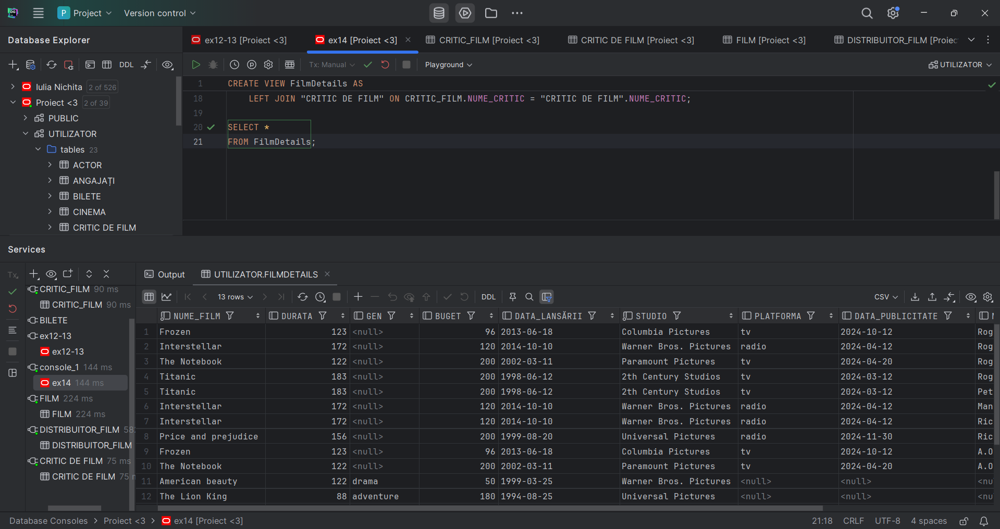 P Project Version control
Database Explorer
ex12-13 [Proiect <3] ex14 [Proiect <3] CRITIC_FILM [Proiect <3] CRITIC DE FILM [Proiect <3] FILM [Proiect <3] DISTRIBUITOR_FILM [Proiec
DDL Tx: Manual Playground UTILIZATOR
Iulia Nichita 2 of 526
Proiect <3 2 of 39
PUBLIC
UTILIZATOR
tables 23
ACTOR
ANGAJAȚI
BILETE
CINEMA
CRITIC DE FILM
1 CREATE VIEW FilmDetails AS
18 LEFT JOIN "CRITIC DE FILM" ON CRITIC_FILM.NUME_CRITIC = "CRITIC DE FILM".NUME_CRITIC;
19
20 SELECT *
21 FROM FilmDetails;
Services
Tx
CRITIC_FILM 90 ms
CRITIC_FILM 90 ms
BILETE
ex12-13
ex12-13
console_1 144 ms
ex14 144 ms
FILM 224 ms
FILM 224 ms
DISTRIBUITOR_FILM 58
DISTRIBUITOR_FILM
CRITIC DE FILM 75 ms
CRITIC DE FILM 75
Output UTILIZATOR.FILMDETAILS
13 rows DDL CSV
NUME_FILM DURATA GEN BUGET DATA_LANSĂRII STUDIO PLATFORMA DATA_PUBLICITATE
1 Frozen 123 <null> 96 2013-06-18 Columbia Pictures tv 2024-10-12 Rog
2 Interstellar 172 <null> 120 2014-10-10 Warner Bros. Pictures radio 2024-04-12 Rog
3 The Notebook 122 <null> 200 2002-03-11 Paramount Pictures tv 2024-04-20 Rog
4 Titanic 183 <null> 200 1998-06-12 2th Century Studios tv 2024-03-12 Rog
5 Titanic 183 <null> 200 1998-06-12 2th Century Studios tv 2024-03-12 Pet
6 Interstellar 172 <null> 120 2014-10-10 Warner Bros. Pictures radio 2024-04-12 Man
7 Interstellar 172 <null> 120 2014-10-10 Warner Bros. Pictures radio 2024-04-12 Ric
8 Price and prejudice 156 <null> 200 1999-08-20 Universal Pictures radio 2024-11-30 Ric
9 Frozen 123 <null> 96 2013-06-18 Columbia Pictures tv 2024-10-12 A.O
10 The Notebook 122 <null> 200 2002-03-11 Paramount Pictures tv 2024-04-20 A.O
11 American beauty 122 drama 50 1999-03-25 Warner Bros. Pictures <null> <null> <nu
12 The Lion King 88 adventure 180 1994-08-25 Universal Pictures <null> <null> <nu
Database Consoles > Proiect <3 > ex14 [Proiect <3] 21:18 CRLF UTF-8 4 spaces